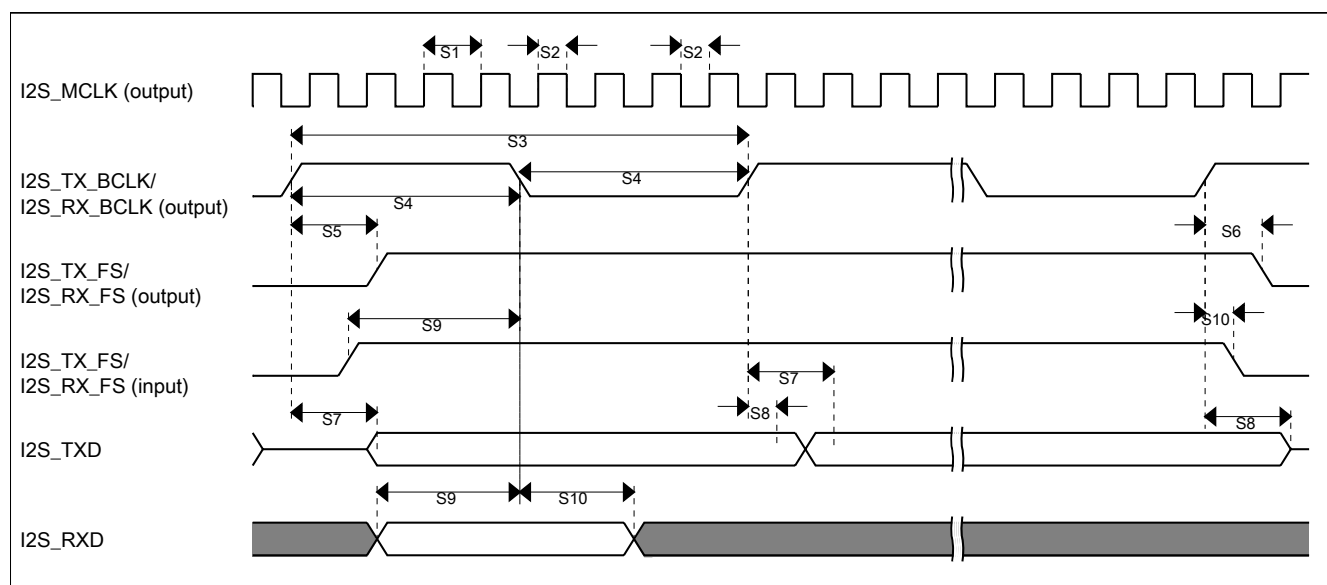 S1 S2 S2
I2S_MCLK (output)
S3
I2S_TX_BCLK/
I2S_RX_BCLK (output)
S4
S4
S5 S6
I2S_TX_FS/
I2S_RX_FS (output)
S9 S10
I2S_TX_FS/
I2S_RX_FS (input)
S7
S7 S8 S8
I2S_TXD
S9 S10
I2S_RXD